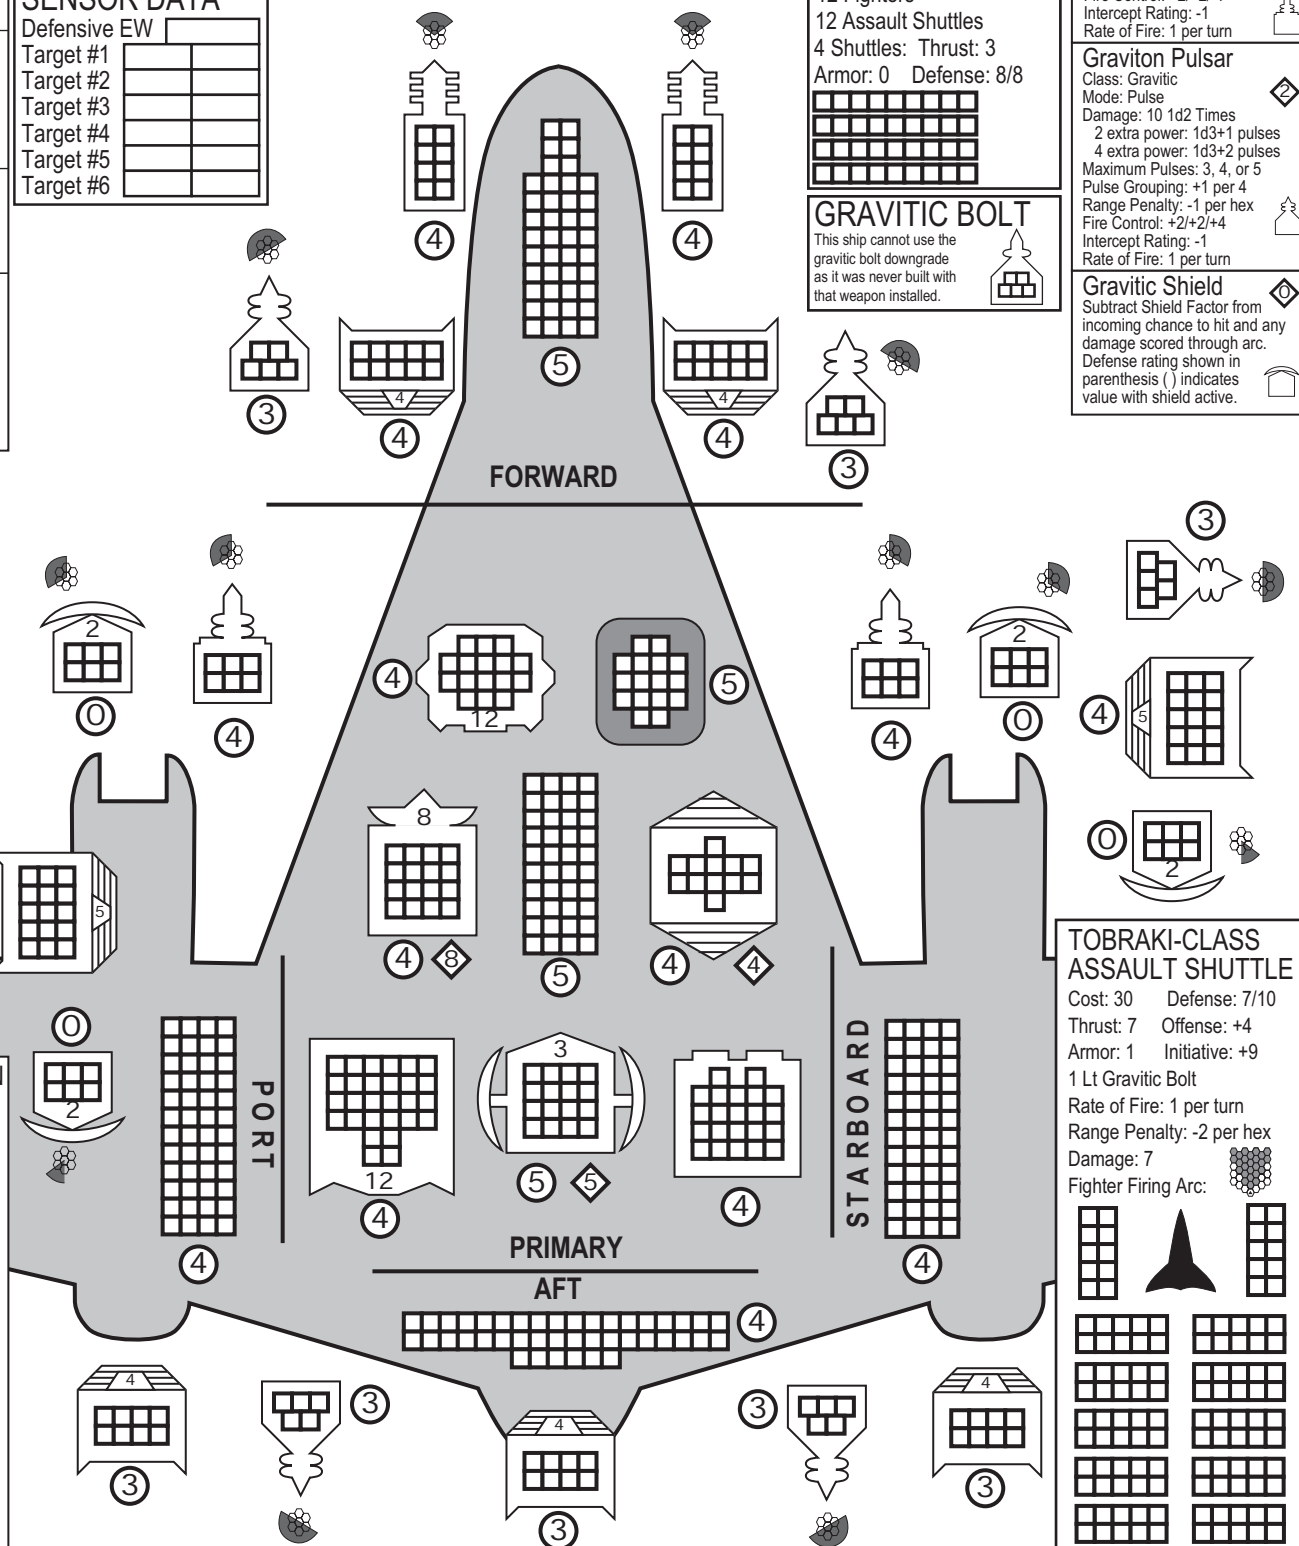 SENSOR DATA
Defensive EW
Target #1
Target #2
Target #3
Target #4
Target #5
Target #6
12 Assault Shuttles
4 Shuttles: Thrust: 3
Armor: 0 Defense: 8/8
GRAVITIC BOLT
This ship cannot use the
gravitic bolt downgrade
as it was never built with
that weapon installed.
Intercept Rating: -1
Rate of Fire: 1 per turn
Graviton Pulsar
Class: Gravitic
2
Mode: Pulse
Damage: 10 1d2 Times
2 extra power: 1d3+1 pulses
4 extra power: 1d3+2 pulses
Maximum Pulses: 3, 4, or 5
Pulse Grouping: +1 per 4
Range Penalty: -1 per hex
Fire Control: +2/+2/+4
Intercept Rating: -1
Rate of Fire: 1 per turn
Gravitic Shield
0
Subtract Shield Factor from
incoming chance to hit and any
damage scored through arc.
Defense rating shown in
parenthesis ( ) indicates
value with shield active.
4
4
5
3
4
4
4
4
3
FORWARD
3
2
0
4
4
12
5
4
2
0
4
5
8
4
8
5
4
4
0
2
5
0
2
4
PORT
12
4
3
5
5
4
STARBOARD
4
PRIMARY
AFT
4
4
3
3
4
3
3
4
3
TOBRAKI-CLASS
ASSAULT SHUTTLE
Cost: 30 Defense: 7/10
Thrust: 7 Offense: +4
Armor: 1 Initiative: +9
1 Lt Gravitic Bolt
Rate of Fire: 1 per turn
Range Penalty: -2 per hex
Damage: 7
Fighter Firing Arc: